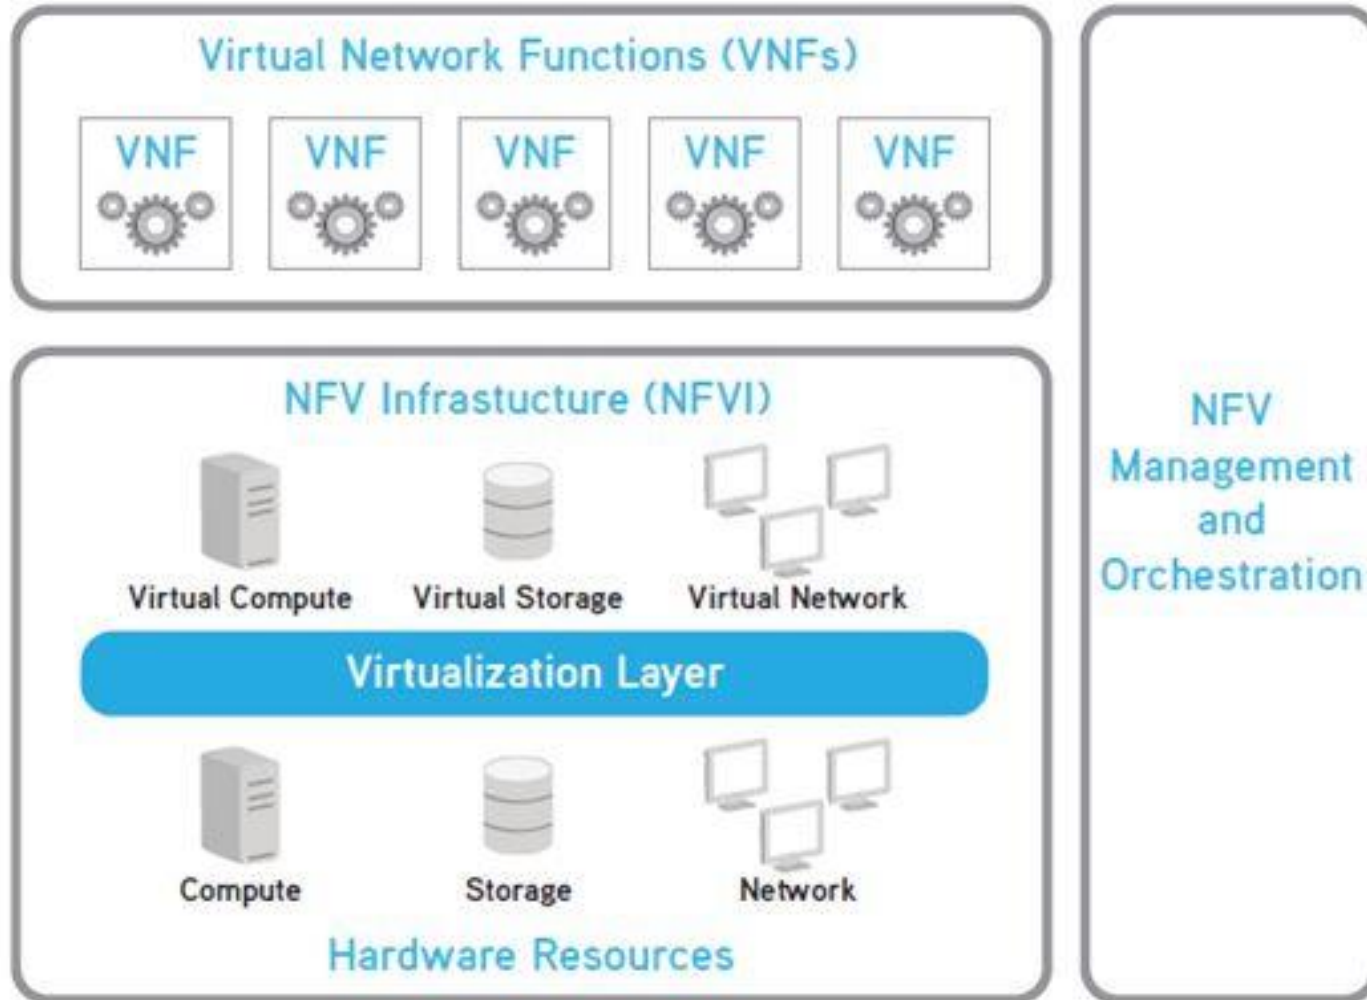 Virtual Network Functions (VNFs)
VNF VNF VNF VNF VNF
NFV Infrastucture (NFVI)
Virtual Compute Virtual Storage Virtual Network
Virtualization Layer
Compute Storage Network
Hardware Resources
NFV
Management
and
Orchestration